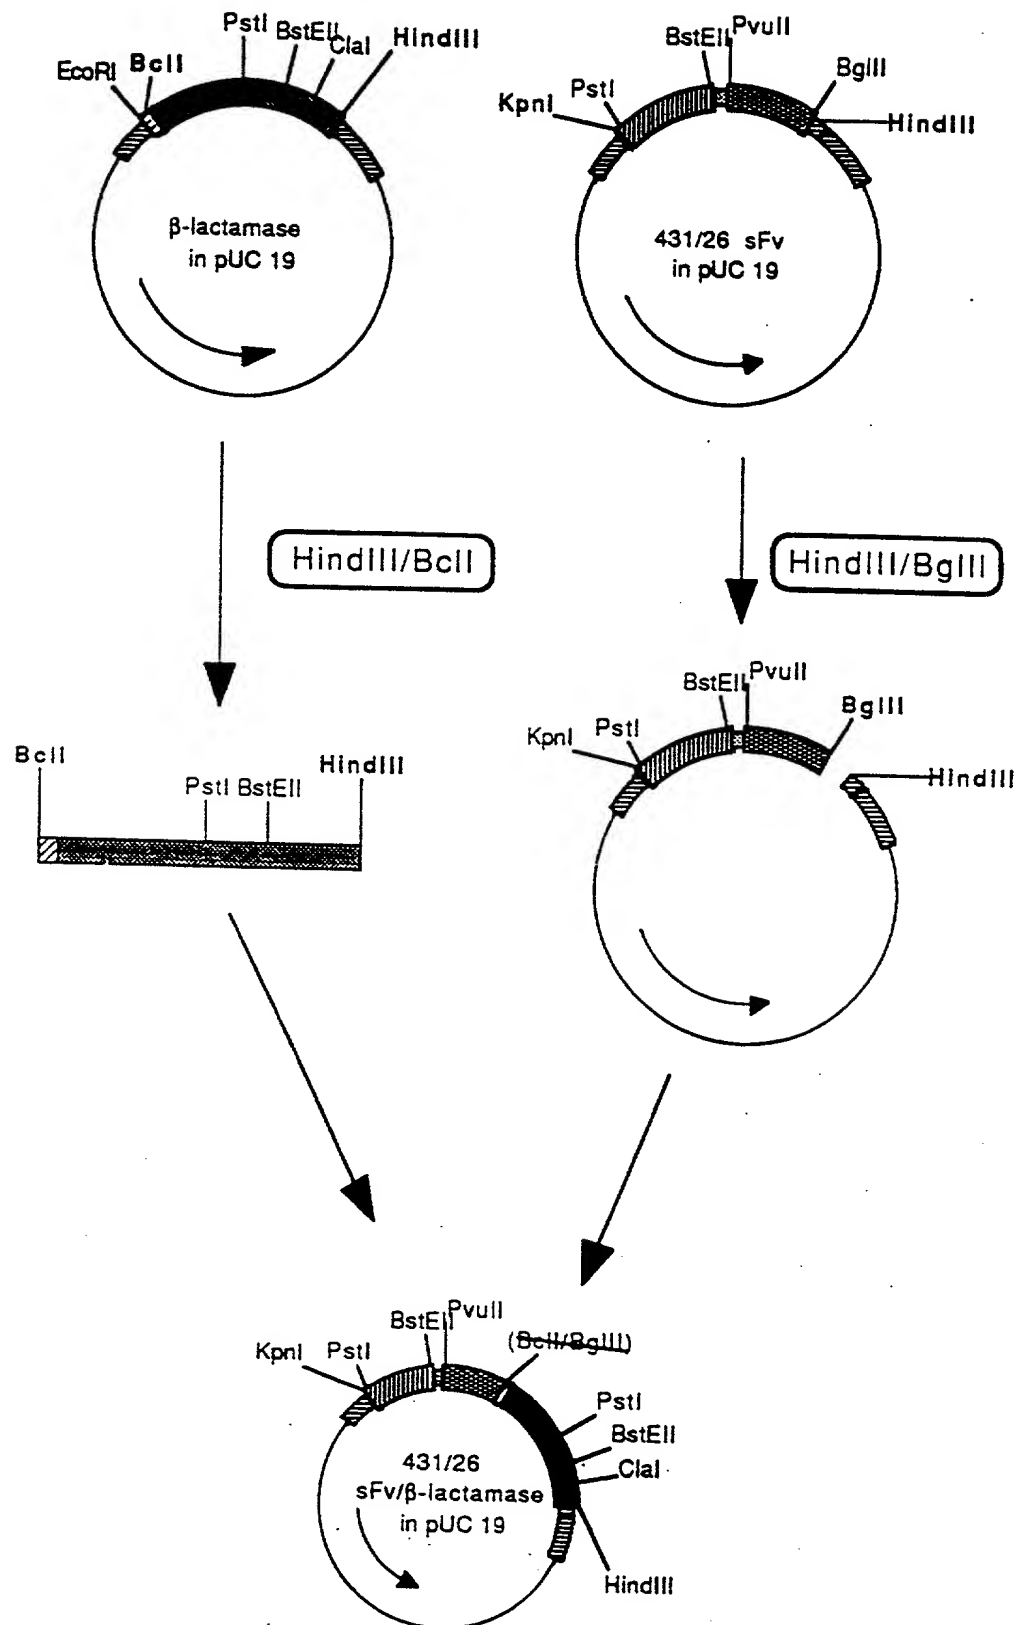 PstI
BstEII
ClaI
HindIII
BclI
EcoRI
β-lactamase
in pUC 19
PvuII
BstEII
BglII
PstI
KpnI
HindIII
431/26 sFv
in pUC 19
HindIII/BclI
HindIII/BglII
BclI
HindIII
PstI BstEII
PvuII
BstEII
BglII
PstI
KpnI
HindIII
PvuII
BstEII
(BclI/BglII)
KpnI
PstI
PstI
BstEII
ClaI
431/26
sFv/β-lactamase
in pUC 19
HindIII